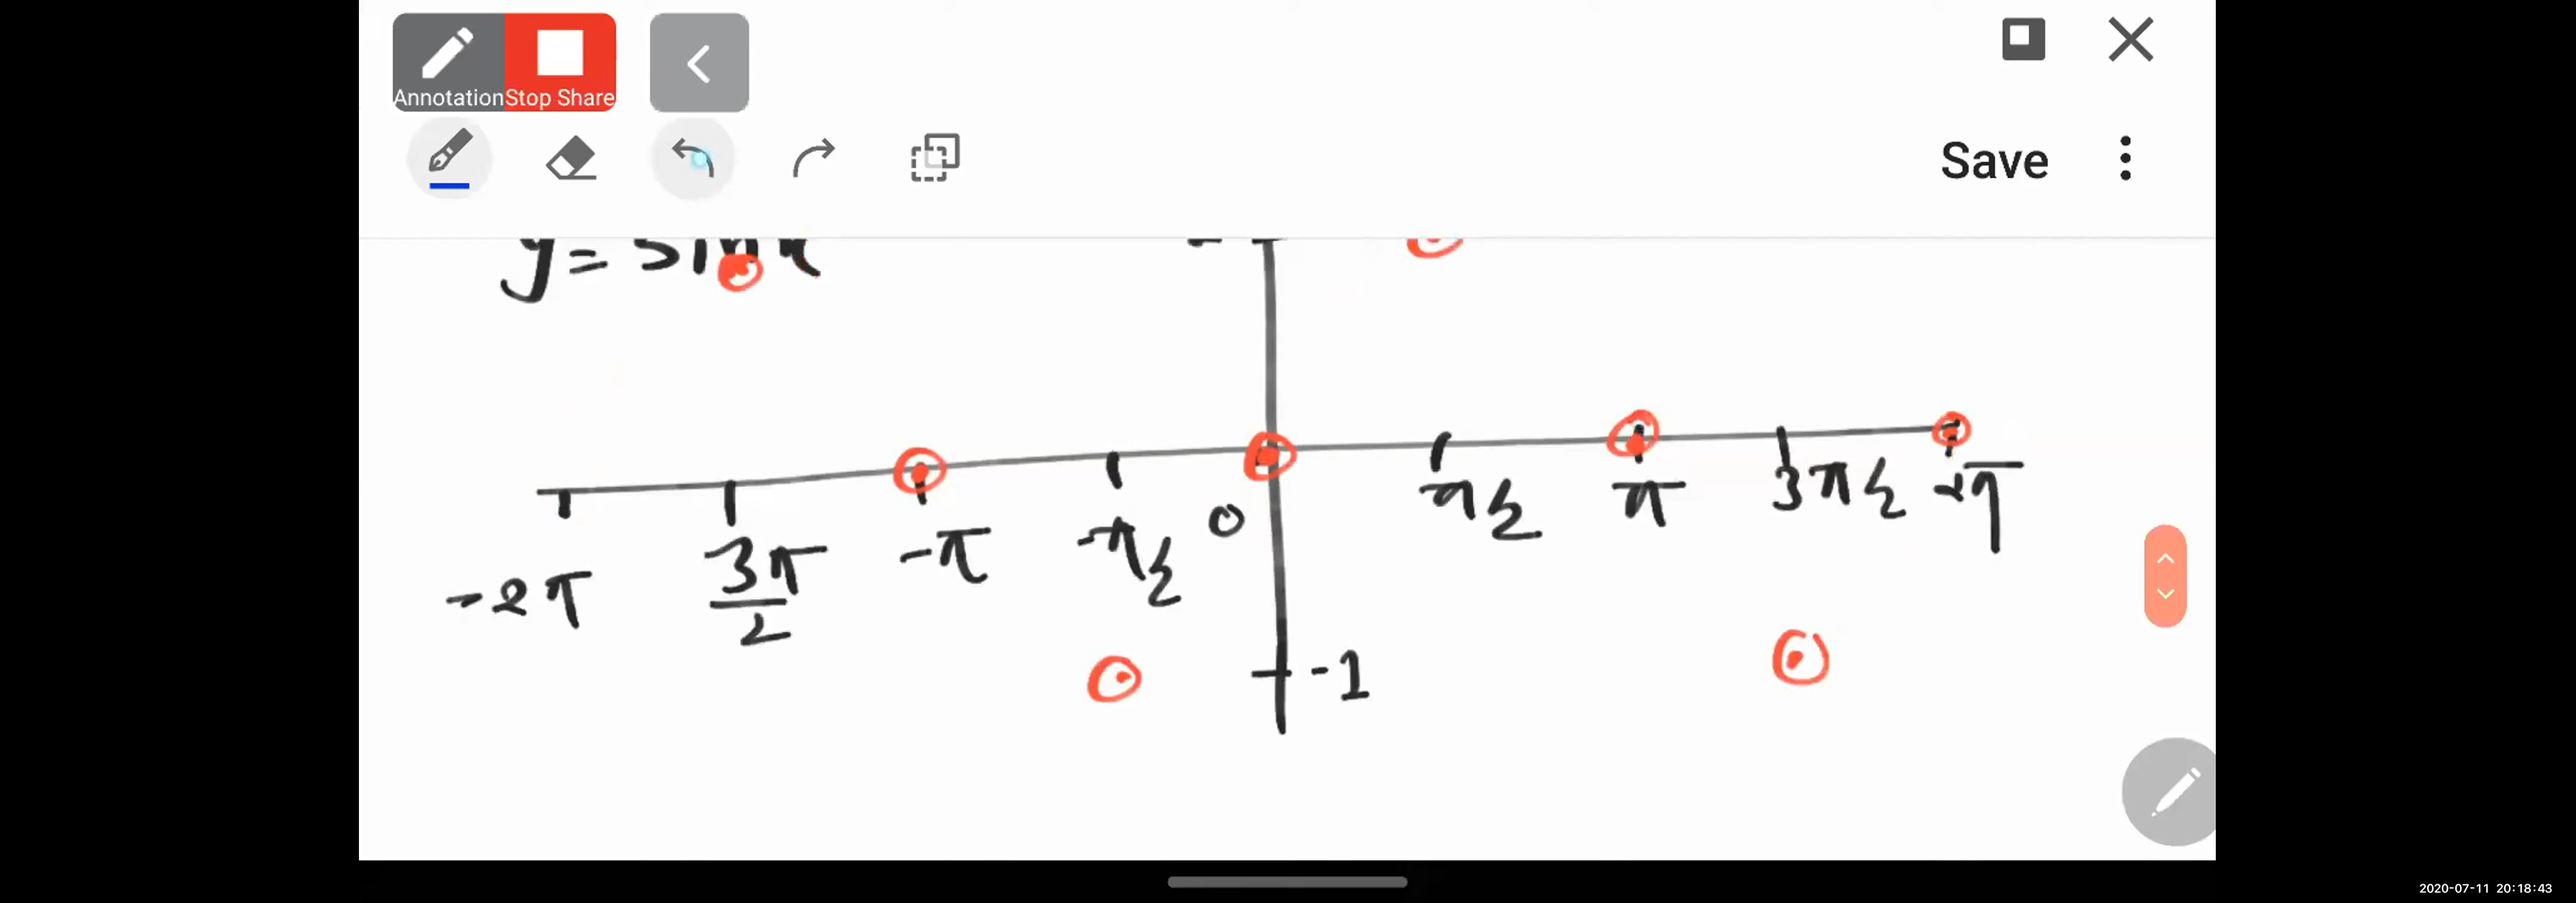 Annotation Stop Share
Save
y = sinx
-2π 3π/2 -π -π/2 0 π/2 π 3π/2 2π
-1
2020-07-11 20:18:43